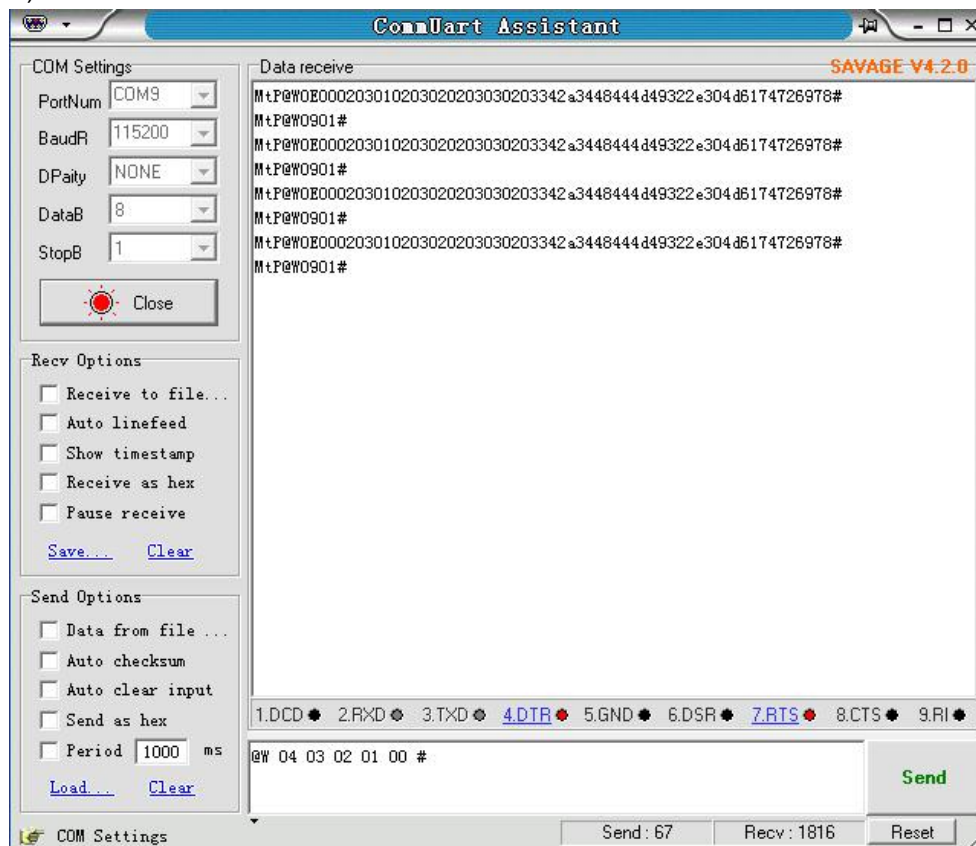 CommUart Assistant
COM Settings
PortNum COM9
BaudR 115200
DPaity NONE
DataB 8
StopB 1
Close
Recv Options
Receive to file...
Auto linefeed
Show timestamp
Receive as hex
Pause receive
Save... Clear
Send Options
Data from file ...
Auto checksum
Auto clear input
Send as hex
Period 1000 ms
Load... Clear
COM Settings
Data receive SAVAGE V4.2.0
MtP@W0E000203010203020203030203342a3448444d49322e304d6174726978#
MtP@W0901#
MtP@W0E000203010203020203030203342a3448444d49322e304d6174726978#
MtP@W0901#
MtP@W0E000203010203020203030203342a3448444d49322e304d6174726978#
MtP@W0901#
MtP@W0E000203010203020203030203342a3448444d49322e304d6174726978#
MtP@W0901#
1.DCD 2.RXD 3.TXD 4.DTR 5.GND 6.DSR 7.RTS 8.CTS 9.RI
@W 04 03 02 01 00 #
Send
Send : 67 Recv : 1816 Reset